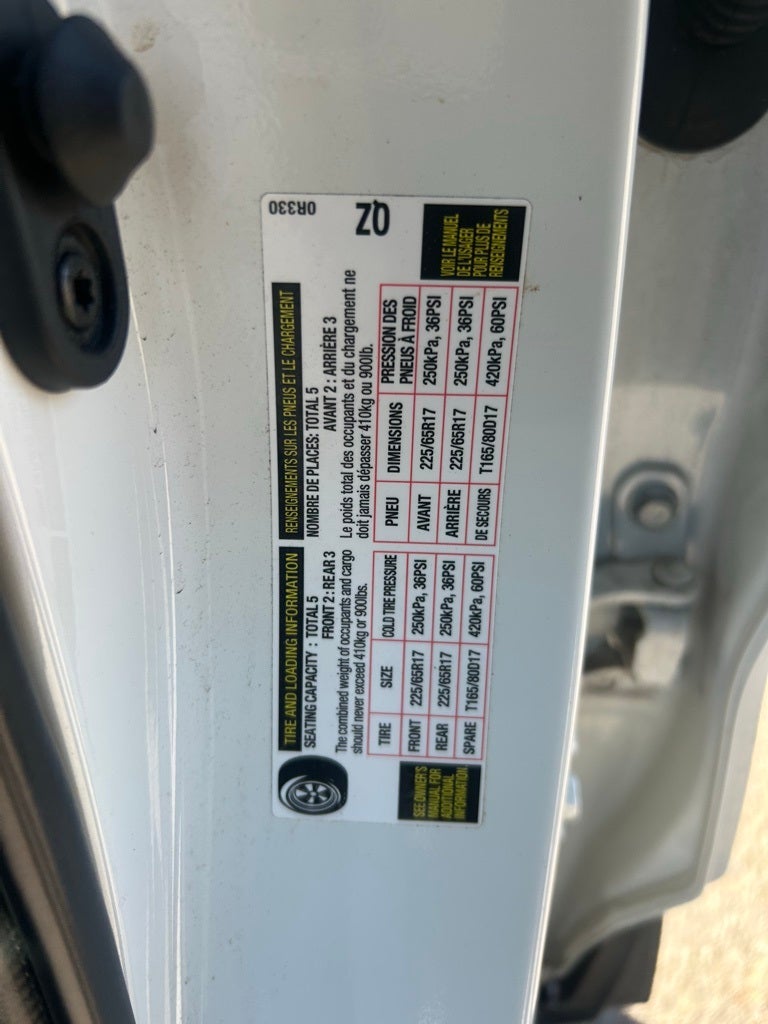 TIRE AND LOADING INFORMATION
SEATING CAPACITY : TOTAL 5
FRONT 2: REAR 3
The combined weight of occupants and cargo
should never exceed 410kg or 900lbs.
TIRE SIZE COLD TIRE PRESSURE
FRONT 225/65R17 250kPa, 36PSI
REAR 225/65R17 250kPa, 36PSI
SPARE T165/80D17 420kPa, 60PSI
SEE OWNER'S
MANUAL FOR
ADDITIONAL
INFORMATION
RENSEIGNEMENTS SUR LES PNEUS ET LE CHARGEMENT
NOMBRE DE PLACES: TOTAL 5
AVANT 2 : ARRIÈRE 3
Le poids total des occupants et du chargement ne
doit jamais dépasser 410kg ou 900lb.
PNEU DIMENSIONS PRESSION DES
PNEUS À FROID
AVANT 225/65R17 250kPa, 36PSI
ARRIÈRE 225/65R17 250kPa, 36PSI
DE SECOURS T165/80D17 420kPa, 60PSI
VOIR LE MANUEL
DE L'USAGER
POUR PLUS DE
RENSEIGNEMENTS
0R330
QZ